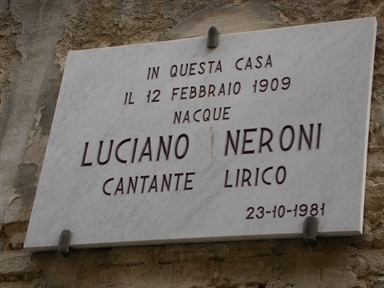 IN QUESTA CASA
IL 12 FEBBRAIO 1909
NACQUE
LUCIANO NERONI
CANTANTE LIRICO
23-10-1981